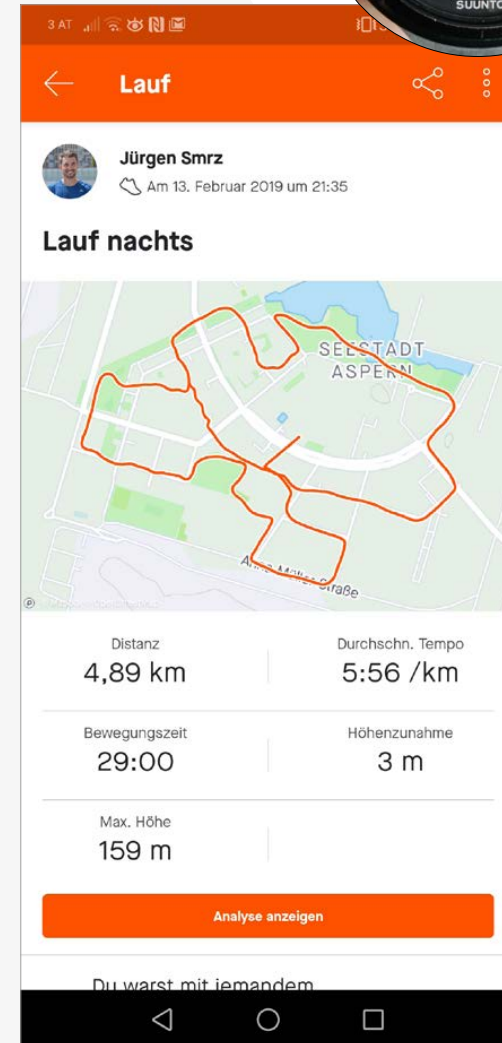 SUUNTO
3 AT
Lauf
Jürgen Smrz
Am 13. Februar 2019 um 21:35
Lauf nachts
SEESTADT
ASPERN
Straße
Distanz
Durchschn. Tempo
4,89 km
5:56 /km
Bewegungszeit
Höhenzunahme
29:00
3 m
Max. Höhe
159 m
Analyse anzeigen
Du warst mit jemandem